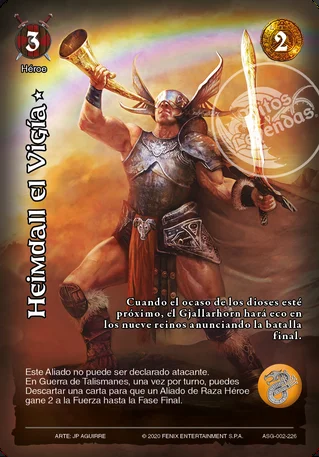 3
2
Héroe
Mitos y Leyendas
Heimdall el Vigía
Cuando el ocaso de los dioses esté
próximo, el Gjallarhorn hará eco en
los nueve reinos anunciando la batalla
final.
Este Aliado no puede ser declarado atacante.
En Guerra de Talismanes, una vez por turno, puedes
Descartar una carta para que un Aliado de Raza Héroe
gane 2 a la Fuerza hasta la Fase Final.
ARTE: JP AGUIRRE
© 2020 FENIX ENTERTAINMENT S.P.A.
ASG-002-226